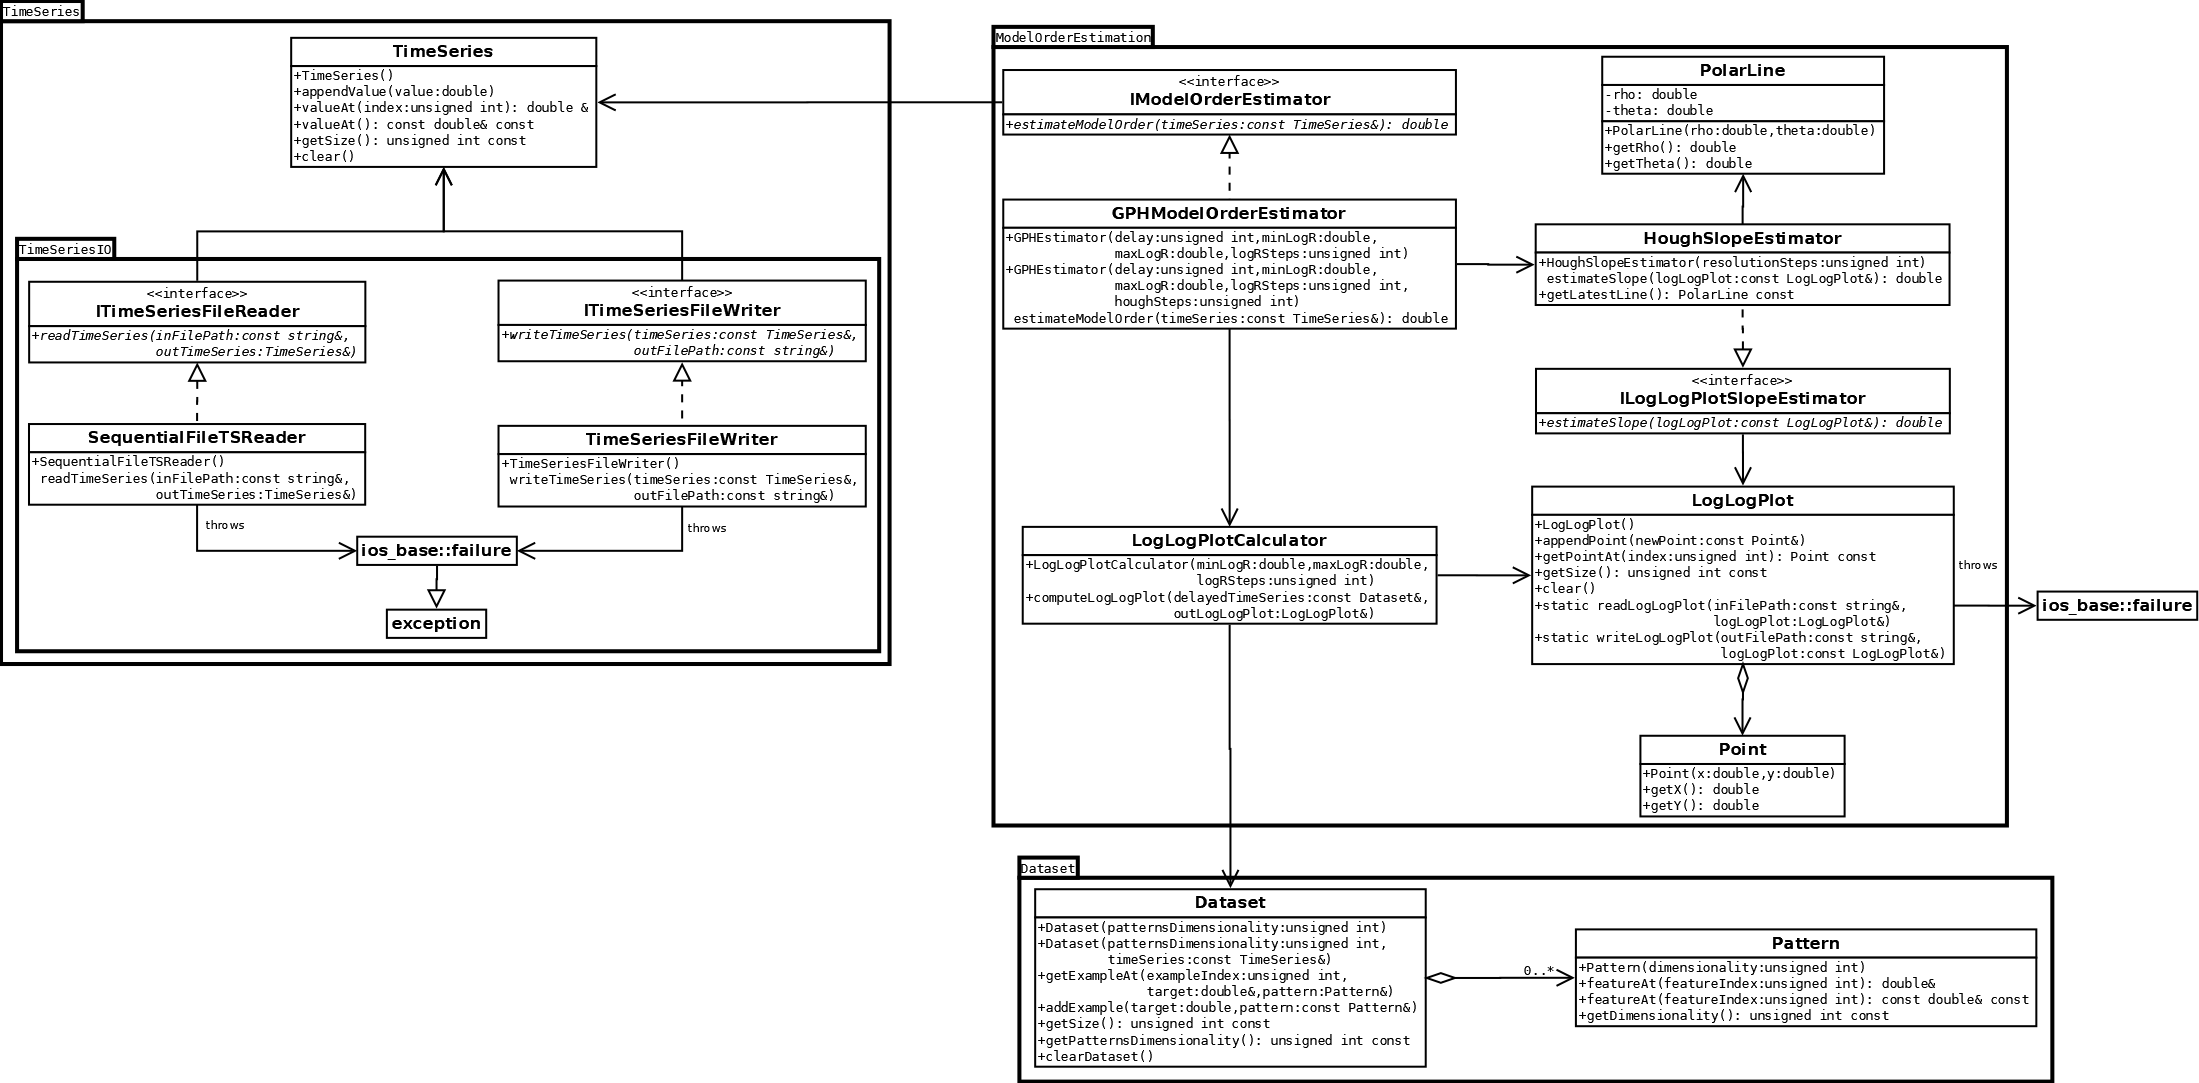 TimeSeries
TimeSeries
+TimeSeries()
+appendValue(value:double)
+valueAt(index:unsigned int): double &
+valueAt(): const double& const
+getSize(): unsigned int const
+clear()
TimeSeriesIO
<<interface>>
ITimeSeriesFileReader
+readTimeSeries(inFilePath:const string&,
outTimeSeries:TimeSeries&)
<<interface>>
ITimeSeriesFileWriter
+writeTimeSeries(timeSeries:const TimeSeries&,
outFilePath:const string&)
SequentialFileTSReader
+SequentialFileTSReader()
readTimeSeries(inFilePath:const string&,
outTimeSeries:TimeSeries&)
TimeSeriesFileWriter
+TimeSeriesFileWriter()
writeTimeSeries(timeSeries:const TimeSeries&,
outFilePath:const string&)
throws
throws
ios_base::failure
exception
ModelOrderEstimation
<<interface>>
IModelOrderEstimator
+estimateModelOrder(timeSeries:const TimeSeries&): double
PolarLine
-rho: double
-theta: double
+PolarLine(rho:double,theta:double)
+getRho(): double
+getTheta(): double
GPHModelOrderEstimator
+GPHEstimator(delay:unsigned int,minLogR:double,
maxLogR:double,logRSteps:unsigned int)
+GPHEstimator(delay:unsigned int,minLogR:double,
maxLogR:double,logRSteps:unsigned int,
houghSteps:unsigned int)
estimateModelOrder(timeSeries:const TimeSeries&): double
HoughSlopeEstimator
+HoughSlopeEstimator(resolutionSteps:unsigned int)
estimateSlope(logLogPlot:const LogLogPlot&): double
+getLatestLine(): PolarLine const
<<interface>>
ILogLogPlotSlopeEstimator
+estimateSlope(logLogPlot:const LogLogPlot&): double
LogLogPlotCalculator
+LogLogPlotCalculator(minLogR:double,maxLogR:double,
logRSteps:unsigned int)
+computeLogLogPlot(delayedTimeSeries:const Dataset&,
outLogLogPlot:LogLogPlot&)
LogLogPlot
+LogLogPlot()
+appendPoint(newPoint:const Point&)
+getPointAt(index:unsigned int): Point const
+getSize(): unsigned int const
+clear()
+static readLogLogPlot(inFilePath:const string&,
logLogPlot:LogLogPlot&)
+static writeLogLogPlot(outFilePath:const string&,
logLogPlot:const LogLogPlot&)
throws
ios_base::failure
Point
+Point(x:double,y:double)
+getX(): double
+getY(): double
Dataset
Dataset
+Dataset(patternsDimensionality:unsigned int)
+Dataset(patternsDimensionality:unsigned int,
timeSeries:const TimeSeries&)
+getExampleAt(exampleIndex:unsigned int,
target:double&,pattern:Pattern&)
+addExample(target:double,pattern:const Pattern&)
+getSize(): unsigned int const
+getPatternsDimensionality(): unsigned int const
+clearDataset()
0..*
Pattern
+Pattern(dimensionality:unsigned int)
+featureAt(featureIndex:unsigned int): double&
+featureAt(featureIndex:unsigned int): const double& const
+getDimensionality(): unsigned int const